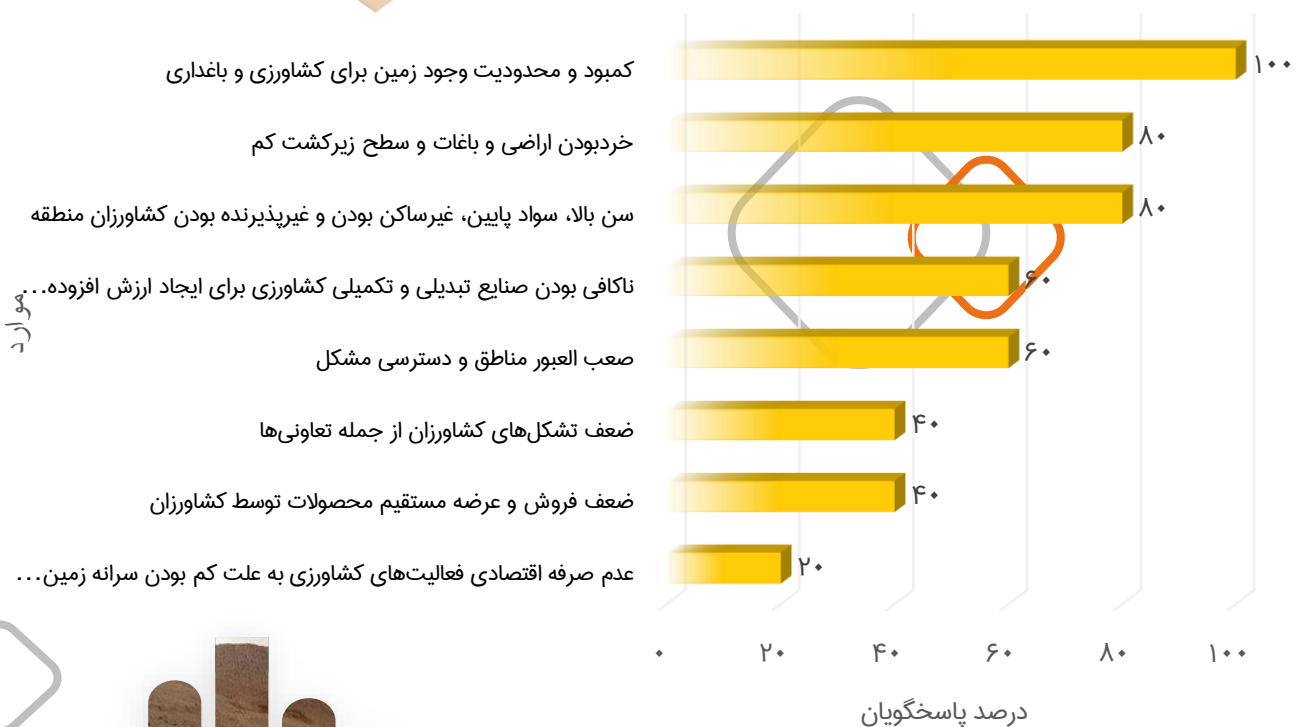 کمبود و محدودیت وجود زمین برای کشاورزی و باغداری ۱۰۰
خردبودن اراضی و باغات و سطح زیرکشت کم ۸۰
سن بالا، سواد پایین، غیرساکن بودن و غیرپذیرنده بودن کشاورزان منطقه ۸۰
ناکافی بودن صنایع تبدیلی و تکمیلی کشاورزی برای ایجاد ارزش افزوده... ۶۰
صعب العبور مناطق و دسترسی مشکل ۶۰
ضعف تشکل‌های کشاورزان از جمله تعاونی‌ها ۴۰
ضعف فروش و عرضه مستقیم محصولات توسط کشاورزان ۴۰
عدم صرفه اقتصادی فعالیت‌های کشاورزی به علت کم بودن سرانه زمین... ۲۰
موارد
۰ ۲۰ ۴۰ ۶۰ ۸۰ ۱۰۰
درصد پاسخگویان